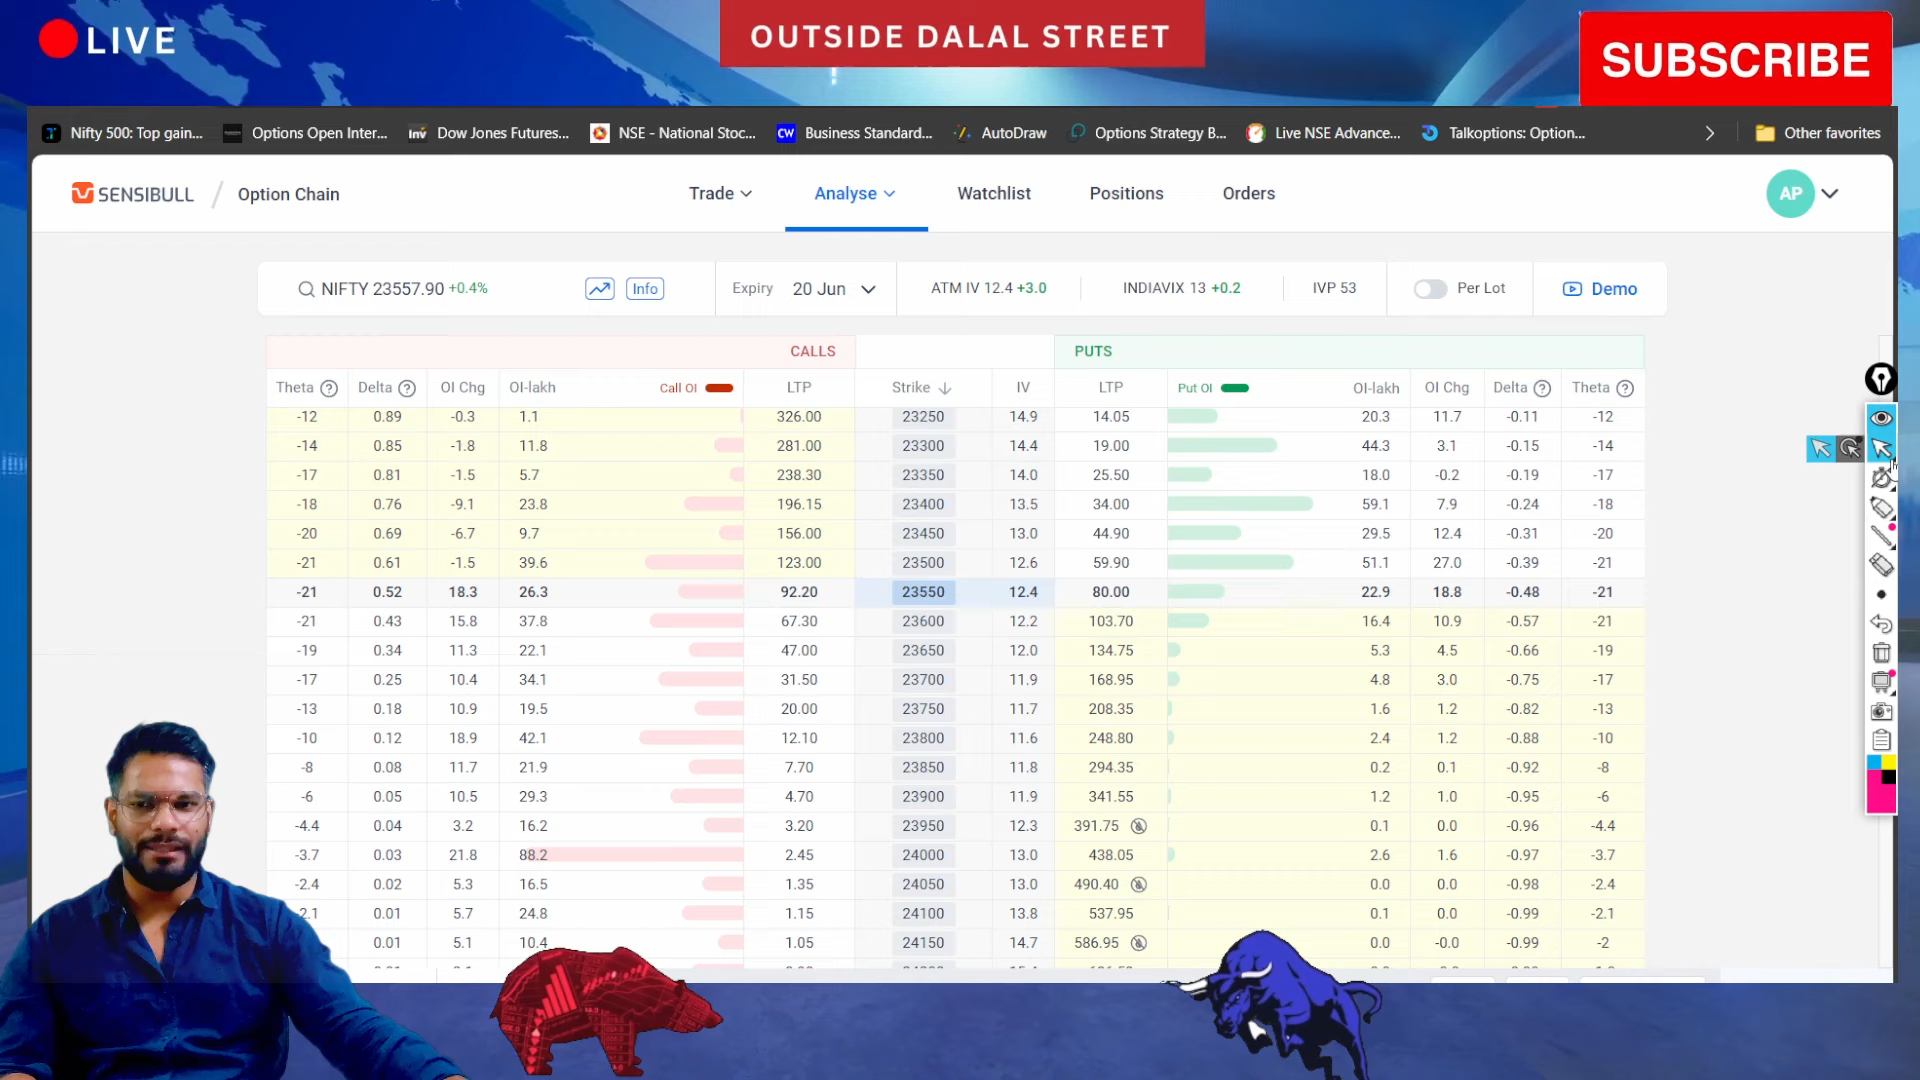 LIVE
OUTSIDE DALAL STREET
SUBSCRIBE
Nifty 500: Top gain... Options Open Inter... Inv Dow Jones Futures... NSE - National Stoc... CW Business Standard... AutoDraw Options Strategy B... Live NSE Advance... Talkoptions: Option... Other favorites
SENSIBULL / Option Chain Trade Analyse Watchlist Positions Orders AP
NIFTY 23557.90 +0.4% Info Expiry 20 Jun ATM IV 12.4 +3.0 INDIAVIX 13 +0.2 IVP 53 Per Lot Demo
CALLS PUTS
Theta Delta OI Chg OI-lakh Call OI LTP Strike IV LTP Put OI OI-lakh OI Chg Delta Theta
-12 0.89 -0.3 1.1 326.00 23250 14.9 14.05 20.3 11.7 -0.11 -12
-14 0.85 -1.8 11.8 281.00 23300 14.4 19.00 44.3 3.1 -0.15 -14
-17 0.81 -1.5 5.7 238.30 23350 14.0 25.50 18.0 -0.2 -0.19 -17
-18 0.76 -9.1 23.8 196.15 23400 13.5 34.00 59.1 7.9 -0.24 -18
-20 0.69 -6.7 9.7 156.00 23450 13.0 44.90 29.5 12.4 -0.31 -20
-21 0.61 -1.5 39.6 123.00 23500 12.6 59.90 51.1 27.0 -0.39 -21
-21 0.52 18.3 26.3 92.20 23550 12.4 80.00 22.9 18.8 -0.48 -21
-21 0.43 15.8 37.8 67.30 23600 12.2 103.70 16.4 10.9 -0.57 -21
-19 0.34 11.3 22.1 47.00 23650 12.0 134.75 5.3 4.5 -0.66 -19
-17 0.25 10.4 34.1 31.50 23700 11.9 168.95 4.8 3.0 -0.75 -17
-13 0.18 10.9 19.5 20.00 23750 11.7 208.35 1.6 1.2 -0.82 -13
-10 0.12 18.9 42.1 12.10 23800 11.6 248.80 2.4 1.2 -0.88 -10
-8 0.08 11.7 21.9 7.70 23850 11.8 294.35 0.2 0.1 -0.92 -8
-6 0.05 10.5 29.3 4.70 23900 11.9 341.55 1.2 1.0 -0.95 -6
-4.4 0.04 3.2 16.2 3.20 23950 12.3 391.75 0.1 0.0 -0.96 -4.4
-3.7 0.03 21.8 88.2 2.45 24000 13.0 438.05 2.6 1.6 -0.97 -3.7
-2.4 0.02 5.3 16.5 1.35 24050 13.0 490.40 0.0 0.0 -0.98 -2.4
-2.1 0.01 5.7 24.8 1.15 24100 13.8 537.95 0.1 0.0 -0.99 -2.1
0.01 5.1 10.4 1.05 24150 14.7 586.95 0.0 -0.0 -0.99 -2